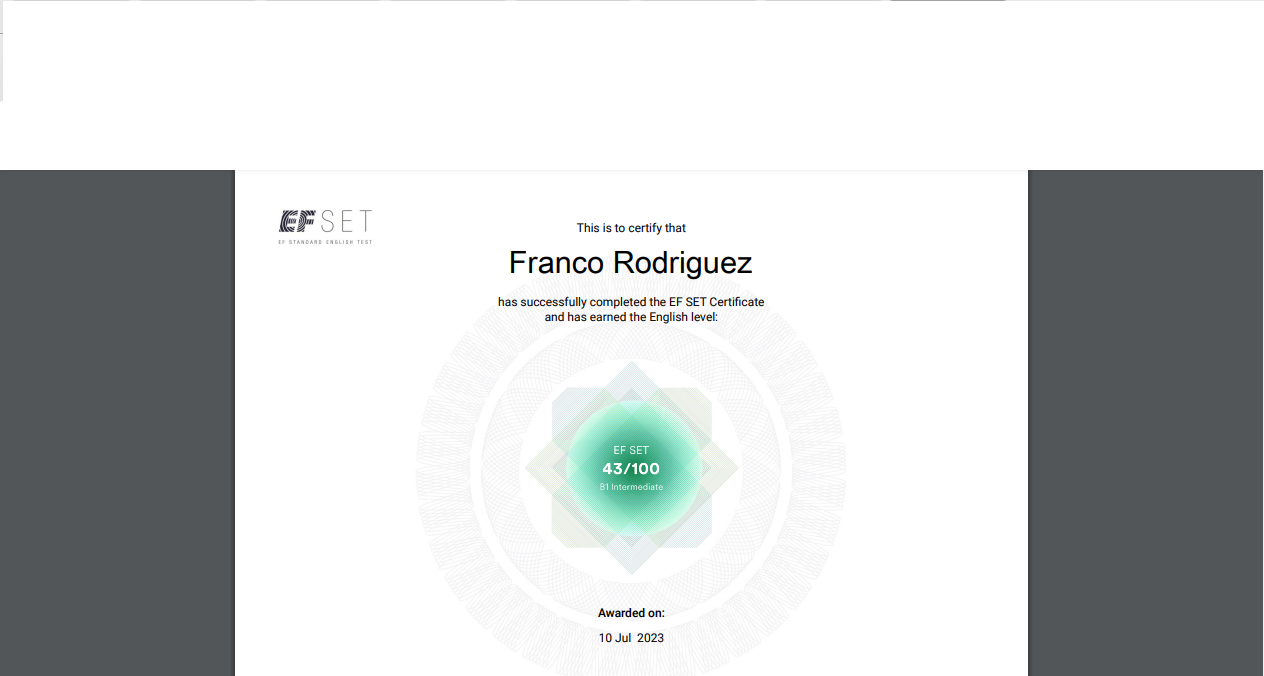 EF SET
EF STANDARD ENGLISH TEST
This is to certify that
Franco Rodriguez
has successfully completed the EF SET Certificate
and has earned the English level:
EF SET
43/100
B1 Intermediate
Awarded on:
10 Jul 2023